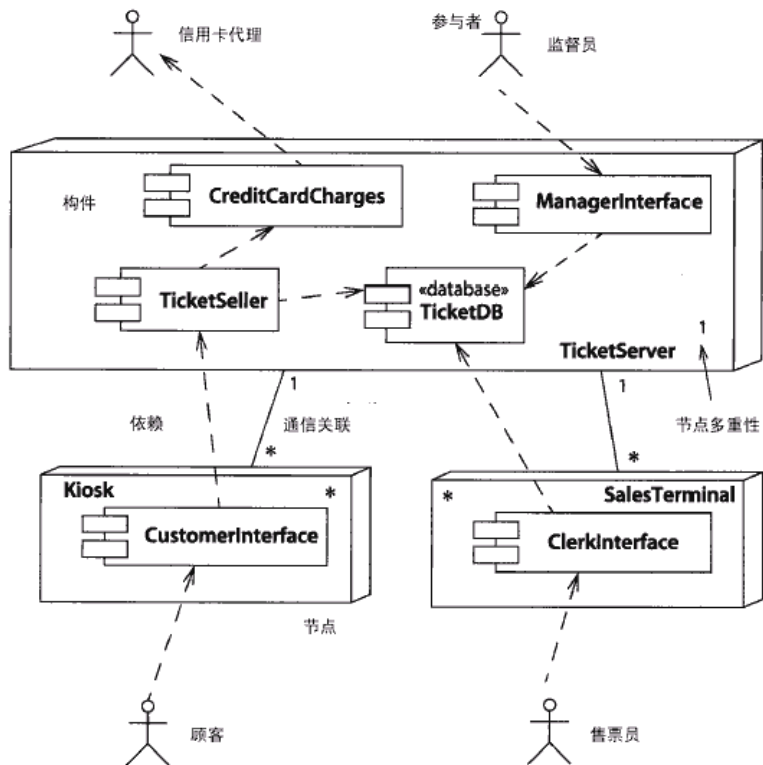 信用卡代理
参与者
监督员
构件
CreditCardCharges
ManagerInterface
TicketSeller
«database»
TicketDB
1
TicketServer
1
1
依赖
通信关联
节点多重性
*
*
Kiosk
*
*
SalesTerminal
CustomerInterface
ClerkInterface
节点
顾客
售票员